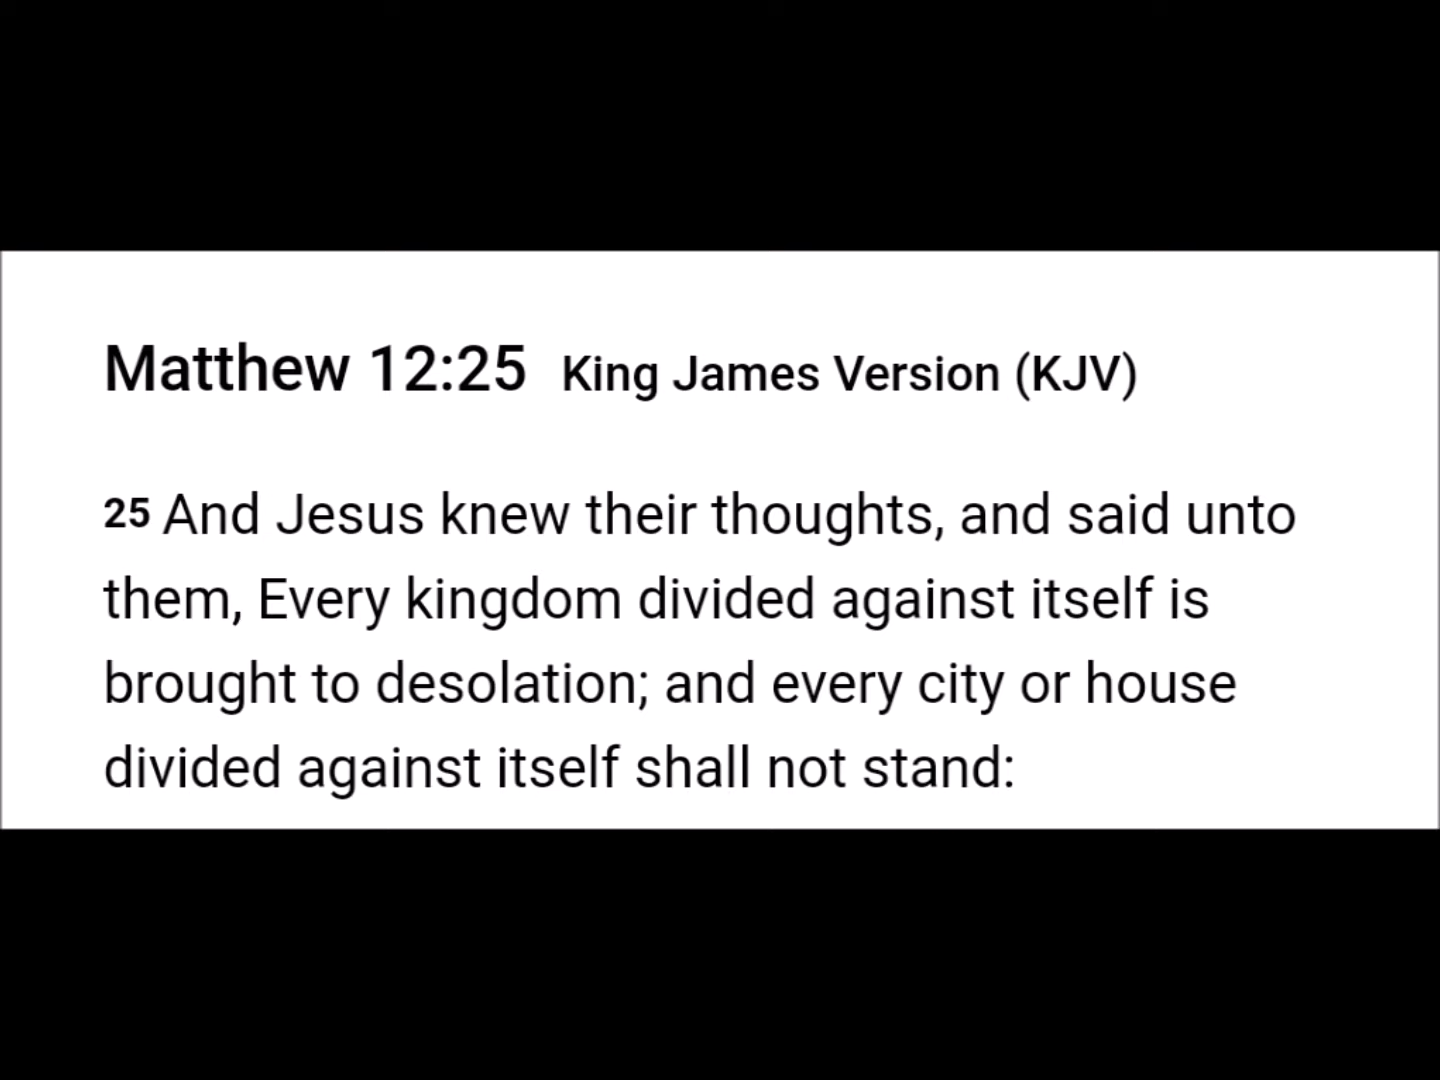 Matthew 12:25 King James Version (KJV)
25 And Jesus knew their thoughts, and said unto
them, Every kingdom divided against itself is
brought to desolation; and every city or house
divided against itself shall not stand: